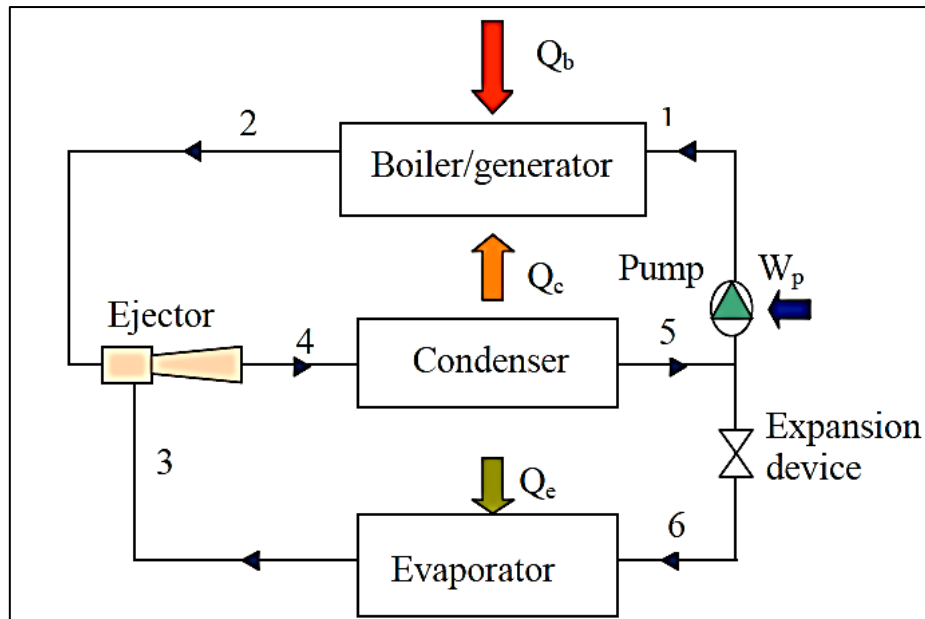 Q_b
2
1
Boiler/generator
Pump
W_p
Q_c
Ejector
4
5
Condenser
Expansion
device
3
Q_e
6
Evaporator